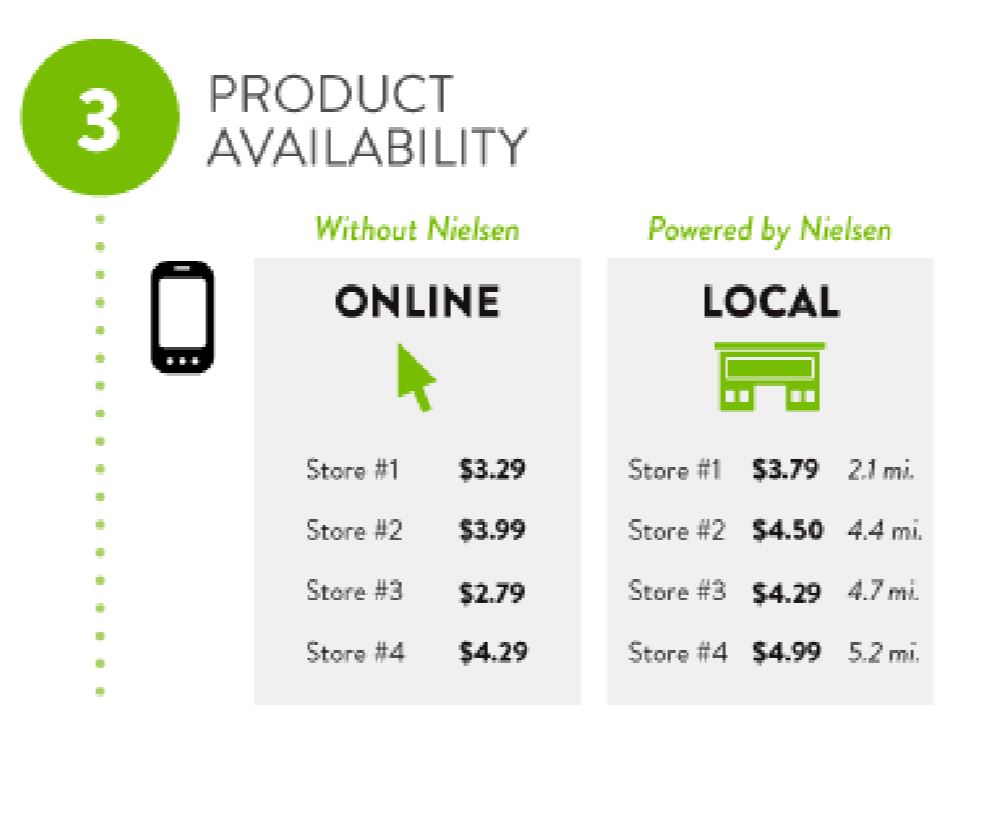 3
PRODUCT
AVAILABILITY
Without Nielsen
ONLINE
Store #1 $3.29
Store #2 $3.99
Store #3 $2.79
Store #4 $4.29
Powered by Nielsen
LOCAL
Store #1 $3.79 2.1 mi.
Store #2 $4.50 4.4 mi.
Store #3 $4.29 4.7 mi.
Store #4 $4.99 5.2 mi.